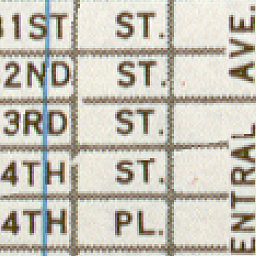 31ST ST.
2ND ST.
3RD ST.
4TH ST.
4TH PL.
ENTRAL AVE.